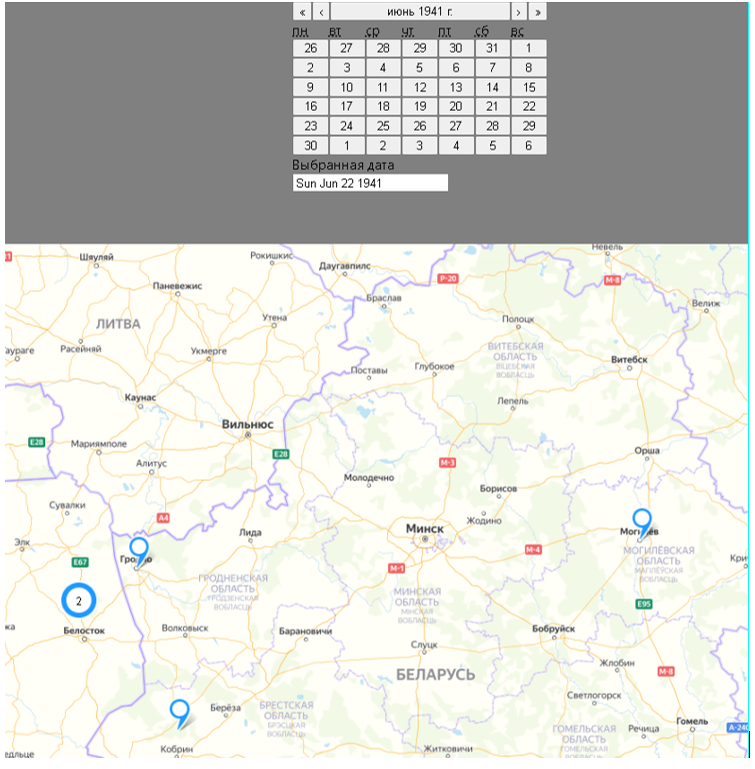 « ‹ июнь 1941 г. › »
пн вт ср чт пт сб вс
26 27 28 29 30 31 1
2 3 4 5 6 7 8
9 10 11 12 13 14 15
16 17 18 19 20 21 22
23 24 25 26 27 28 29
30 1 2 3 4 5 6
Выбранная дата
Sun Jun 22 1941
Невель
Шяуляй
Рокишкис
Даугавпилс
Р-20
М-8
Паневежис
Браслав
Велиж
ЛИТВА
Утена
Полоцк
Расейняй
Укмерге
ВИТЕБСКАЯ
ОБЛАСТЬ
ВІЦЕБСКАЯ
ВОБЛАСЦЬ
Витебск
Поставы
Глубокое
Каунас
Лепель
Вильнюс
E28
Мариямполе
E28
Орша
Алитус
М-3
Молодечно
Борисов
Сувалки
А4
Жодино
Элк
Лида
Минск
Могилёв
Гродно
М-4
МОГИЛЁВСКАЯ
ОБЛАСТЬ
МАГІЛЁЎСКАЯ
ВОБЛАСЦЬ
E67
М-1
ГРОДНЕНСКАЯ
ОБЛАСТЬ
ГРОДЗЕНСКАЯ
ВОБЛАСЦЬ
2
МИНСКАЯ
ОБЛАСТЬ
МІНСКАЯ
ВОБЛАСЦЬ
E95
Белосток
Волковыск
Барановичи
Бобруйск
Слуцк
Жлобин
БЕЛАРУСЬ
М-8
Светлогорск
Берёза
БРЕСТСКАЯ
ОБЛАСТЬ
БРЭСЦКАЯ
ВОБЛАСЦЬ
Гомель
ГОМЕЛЬСКАЯ
ОБЛАСТЬ
ГОМЕЛЬСКАЯ
ВОБЛАСЦЬ
Речица
А-240
Кобрин
Житковичи